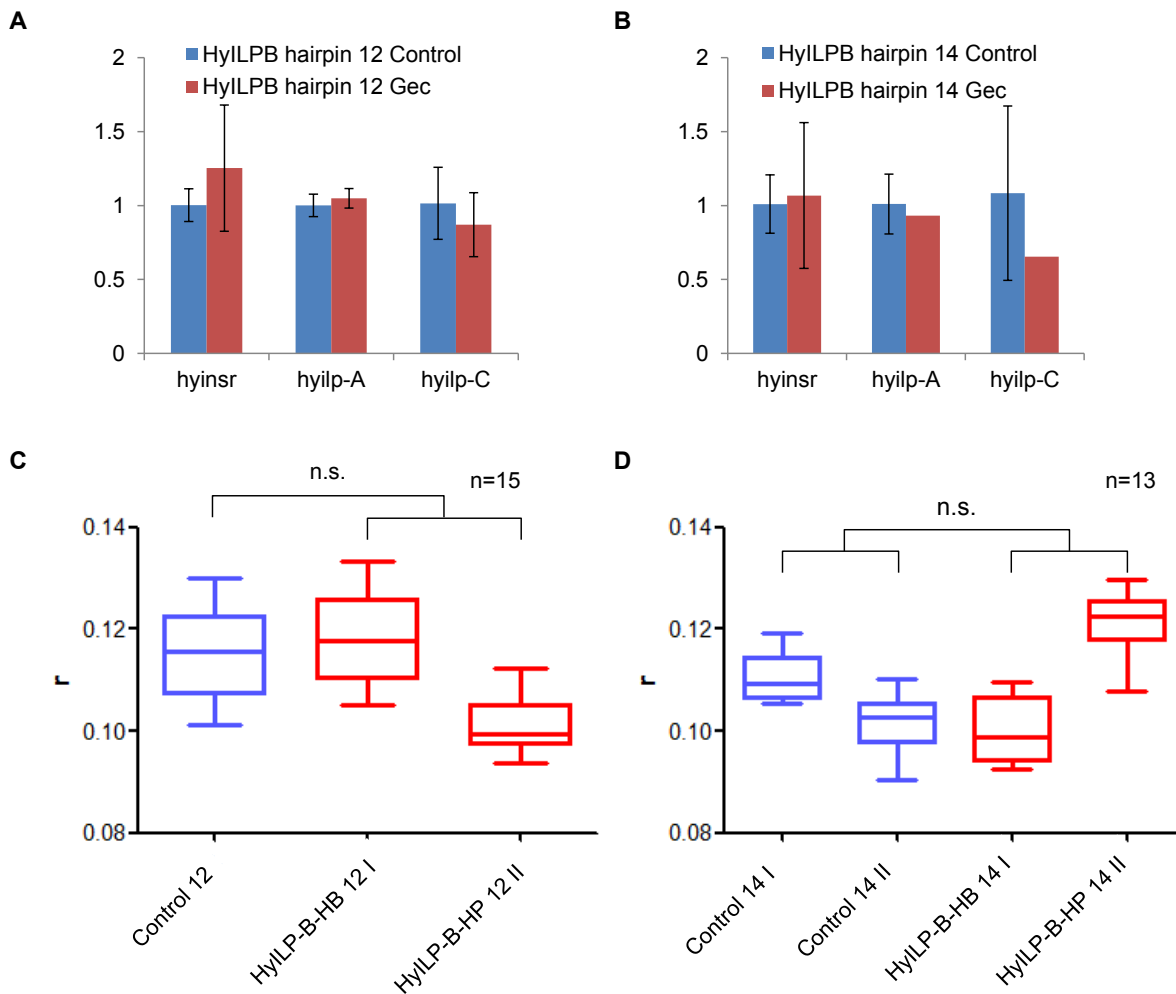 A
HyILPB hairpin 12 Control
HyILPB hairpin 12 Gec
2
1.5
1
0.5
0
hyinsr hyilp-A hyilp-C
B
HyILPB hairpin 14 Control
HyILPB hairpin 14 Gec
2
1.5
1
0.5
0
hyinsr hyilp-A hyilp-C
C
n.s.
n=15
0.14
0.12
0.10
0.08
r
Control 12
HyILP-B-HB 12 I
HyILP-B-HP 12 II
D
n=13
n.s.
0.14
0.12
0.10
0.08
r
Control 14 I
Control 14 II
HyILP-B-HB 14 I
HyILP-B-HP 14 II